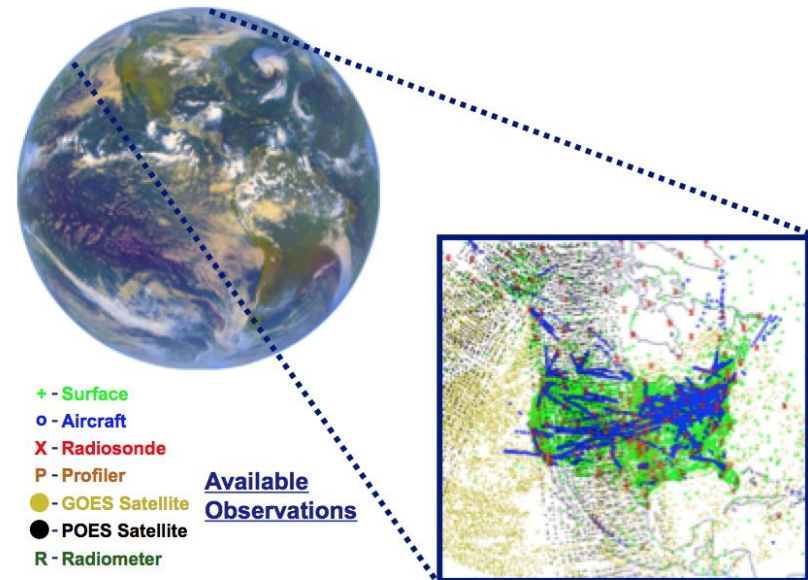 + - Surface
o - Aircraft
X - Radiosonde
P - Profiler
● - GOES Satellite
● - POES Satellite
R - Radiometer
Available
Observations